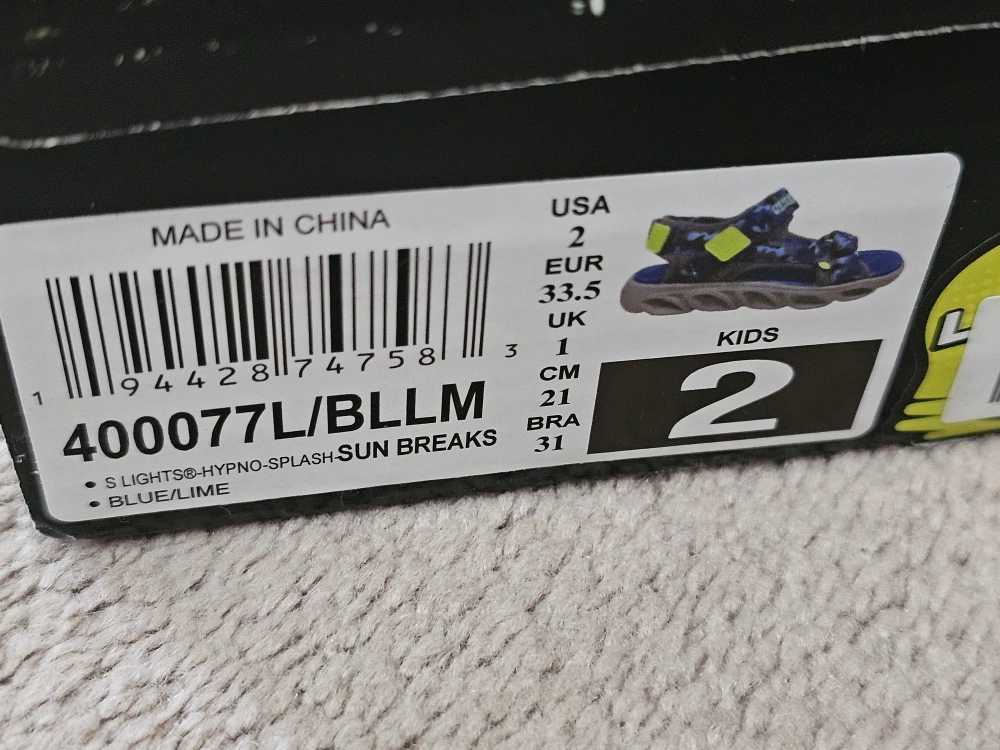 MADE IN CHINA
1 94428 74758 3
400077L/BLLM
• S LIGHTS®-HYPNO-SPLASH-SUN BREAKS
• BLUE/LIME
USA
2
EUR
33.5
UK
1
CM
21
BRA
31
KIDS
2
L
L